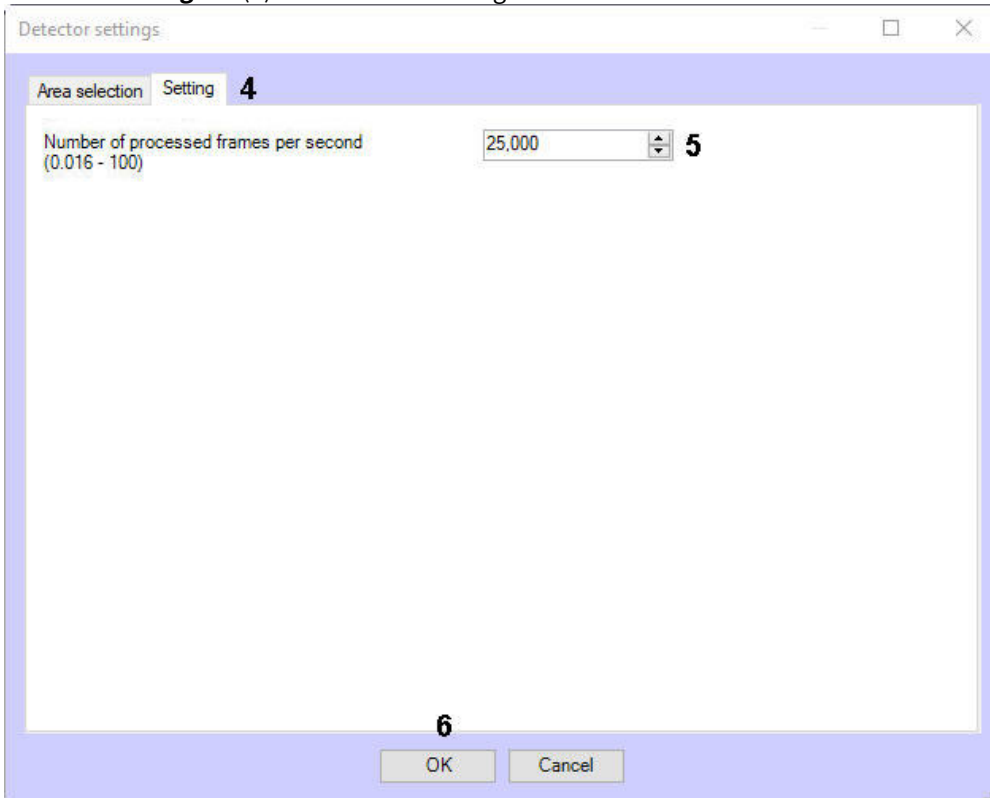 Detector settings
Area selection Setting 4
Number of processed frames per second 25,000 5
(0.016 - 100)
6
OK Cancel